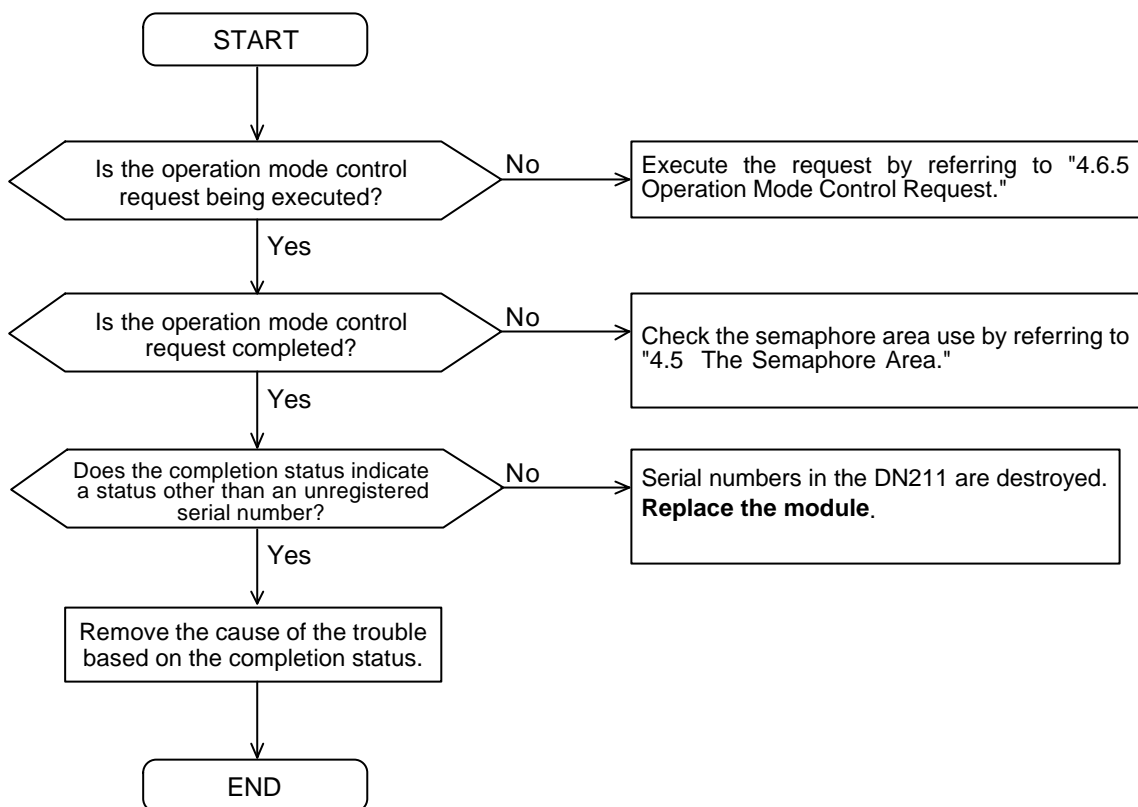 START
Is the operation mode control
request being executed?
No
Execute the request by referring to "4.6.5
Operation Mode Control Request."
Yes
Is the operation mode control
request completed?
No
Check the semaphore area use by referring to
"4.5 The Semaphore Area."
Yes
Does the completion status indicate
a status other than an unregistered
serial number?
No
Serial numbers in the DN211 are destroyed.
Replace the module.
Yes
Remove the cause of the trouble
based on the completion status.
END